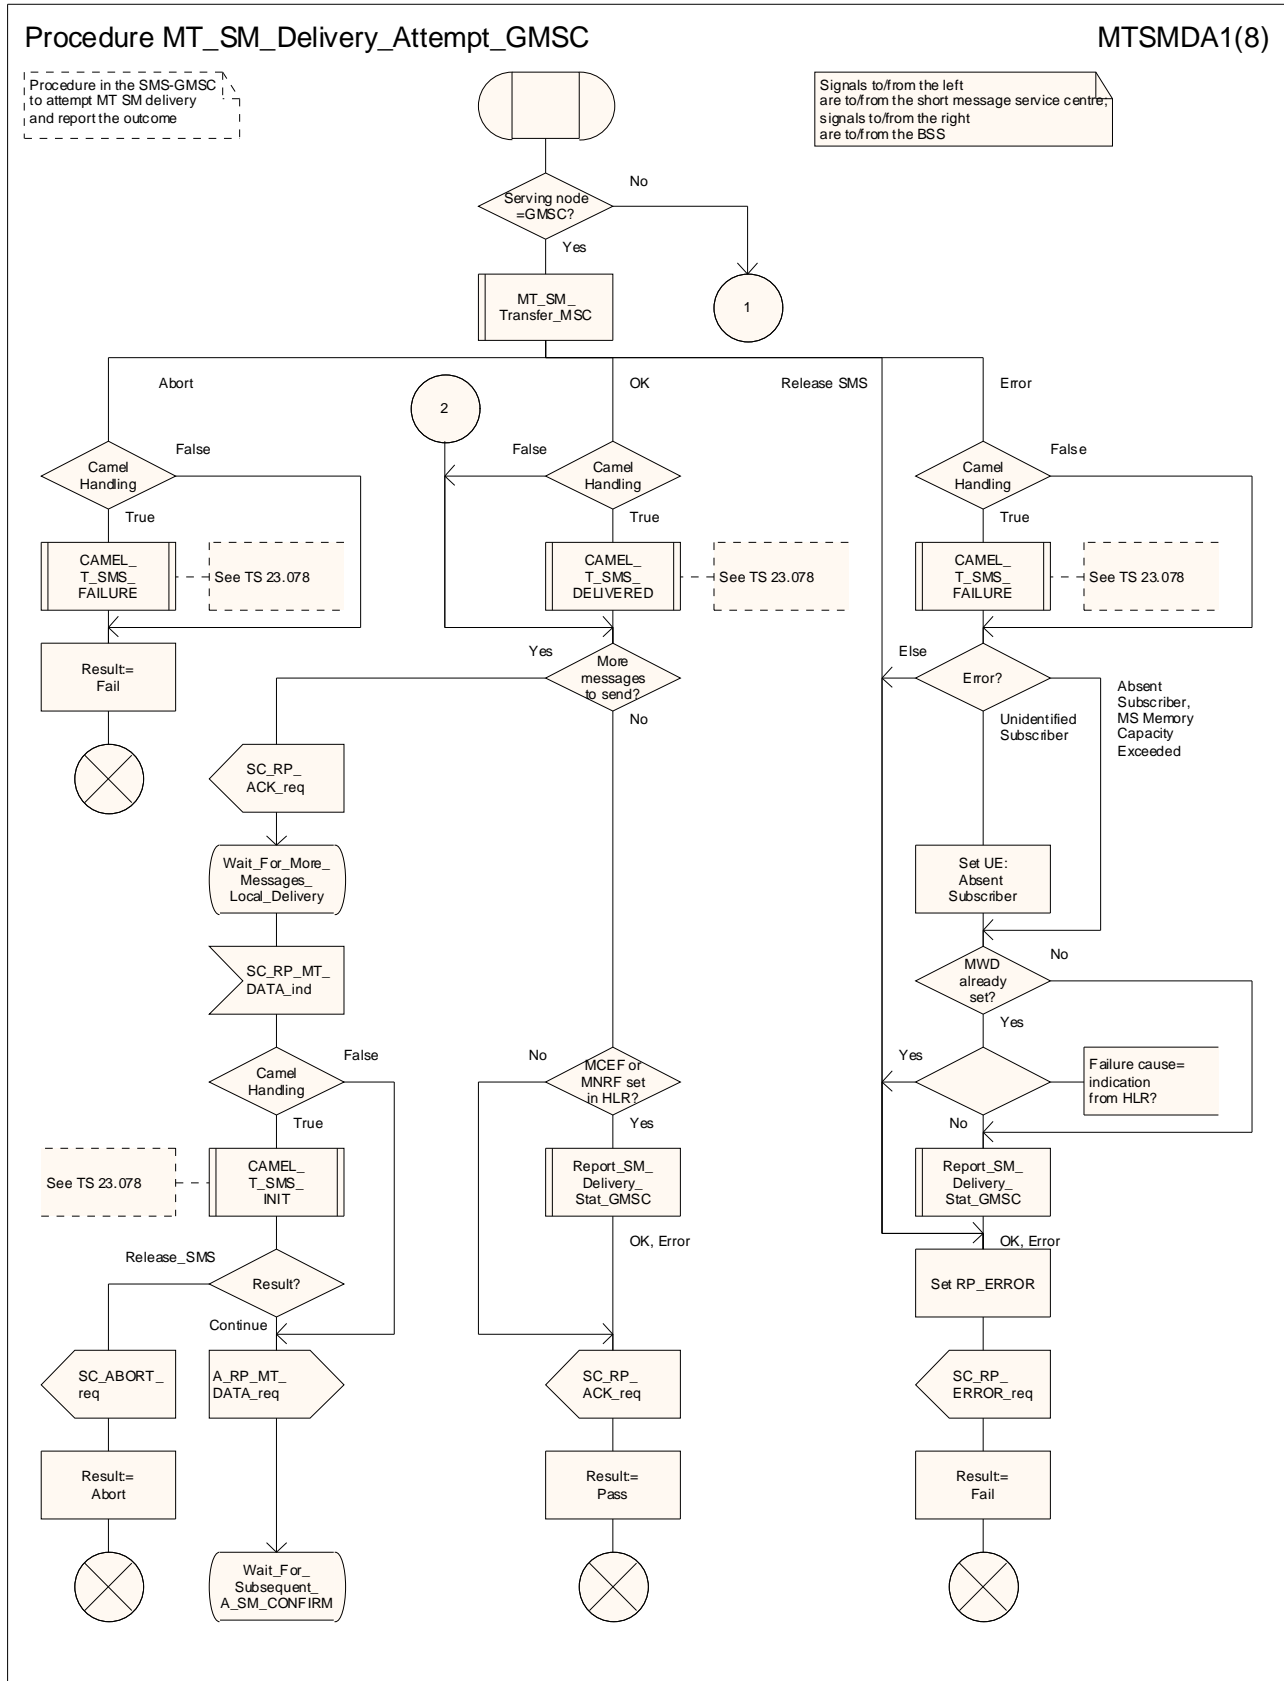 Procedure MT_SM_Delivery_Attempt_GMSC
MTSMDA1(8)
Procedure in the SMS-GMSC
to attempt MT SM delivery
and report the outcome
Signals to/from the left
are to/from the short message service centre;
signals to/from the right
are to/from the BSS
Serving node
=GMSC?
No
Yes
MT_SM_
Transfer_MSC
1
Abort
2
OK
Release SMS
Error
Camel
Handling
False
True
Camel
Handling
False
True
Camel
Handling
False
True
CAMEL_
T_SMS_
FAILURE
See TS 23.078
CAMEL_
T_SMS_
DELIVERED
See TS 23.078
CAMEL_
T_SMS_
FAILURE
See TS 23.078
Result:=
Fail
Yes
More
messages
to send?
No
Else
Error?
Unidentified
Subscriber
Absent
Subscriber,
MS Memory
Capacity
Exceeded
SC_RP_
ACK_req
Wait_For_More_
Messages_
Local_Delivery
Set UE:
Absent
Subscriber
SC_RP_MT_
DATA_ind
MWD
already
set?
No
Yes
Camel
Handling
False
True
No
MCEF or
MNRF set
in HLR?
Yes
Yes
Failure cause=
indication
from HLR?
No
See TS 23.078
CAMEL_
T_SMS_
INIT
Report_SM_
Delivery_
Stat_GMSC
Report_SM_
Delivery_
Stat_GMSC
Release_SMS
Result?
Continue
OK, Error
OK, Error
Set RP_ERROR
SC_ABORT_
req
A_RP_MT_
DATA_req
SC_RP_
ACK_req
SC_RP_
ERROR_req
Result:=
Abort
Result:=
Pass
Result:=
Fail
Wait_For_
Subsequent_
A_SM_CONFIRM